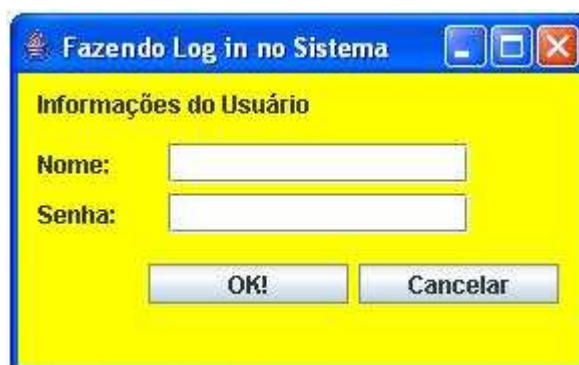 Fazendo Log in no Sistema
Informações do Usuário
Nome:
Senha:
OK! Cancelar